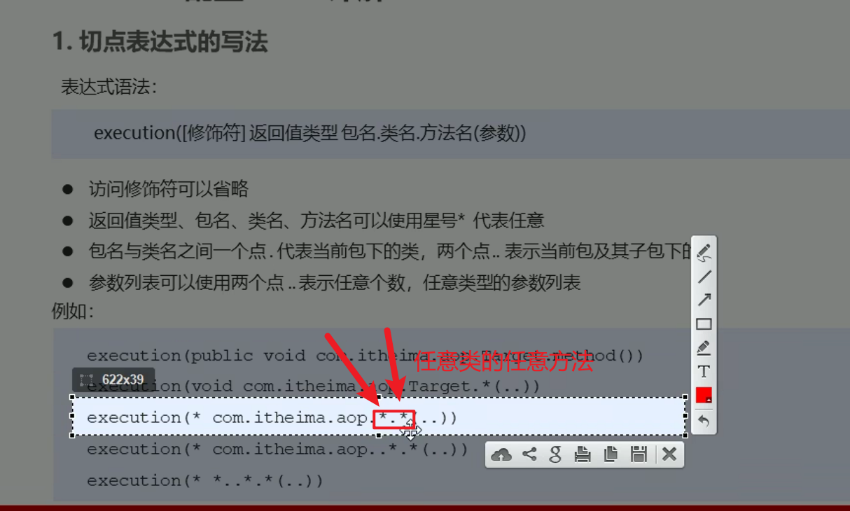 1. 切点表达式的写法
表达式语法：
execution([修饰符] 返回值类型 包名.类名.方法名(参数))
● 访问修饰符可以省略
● 返回值类型、包名、类名、方法名可以使用星号* 代表任意
● 包名与类名之间一个点 . 代表当前包下的类，两个点 .. 表示当前包及其子包下的
● 参数列表可以使用两个点 .. 表示任意个数，任意类型的参数列表
例如：
execution(public void com.itheima.aop.Target.method())
任意类的任意方法
622x39
execution(void com.itheima.aop.Target.*(..))
execution(* com.itheima.aop.*.*(..))
execution(* com.itheima.aop..*.*(..))
execution(* *..*.*(..))
T
g